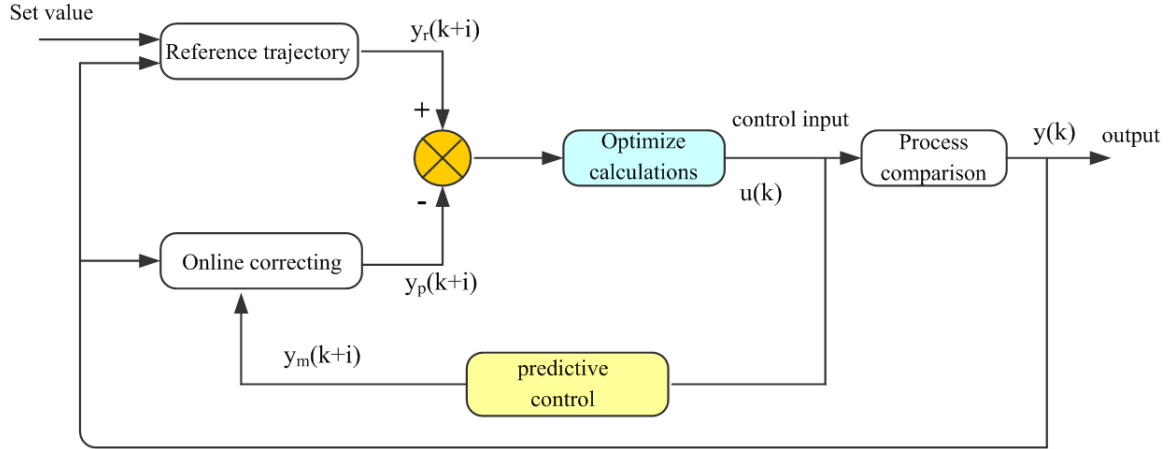 Set value
Reference trajectory
yᵣ(k+i)
+
Optimize
calculations
control input
u(k)
Process
comparison
y(k)
output
-
Online correcting
yₚ(k+i)
yₘ(k+i)
predictive
control